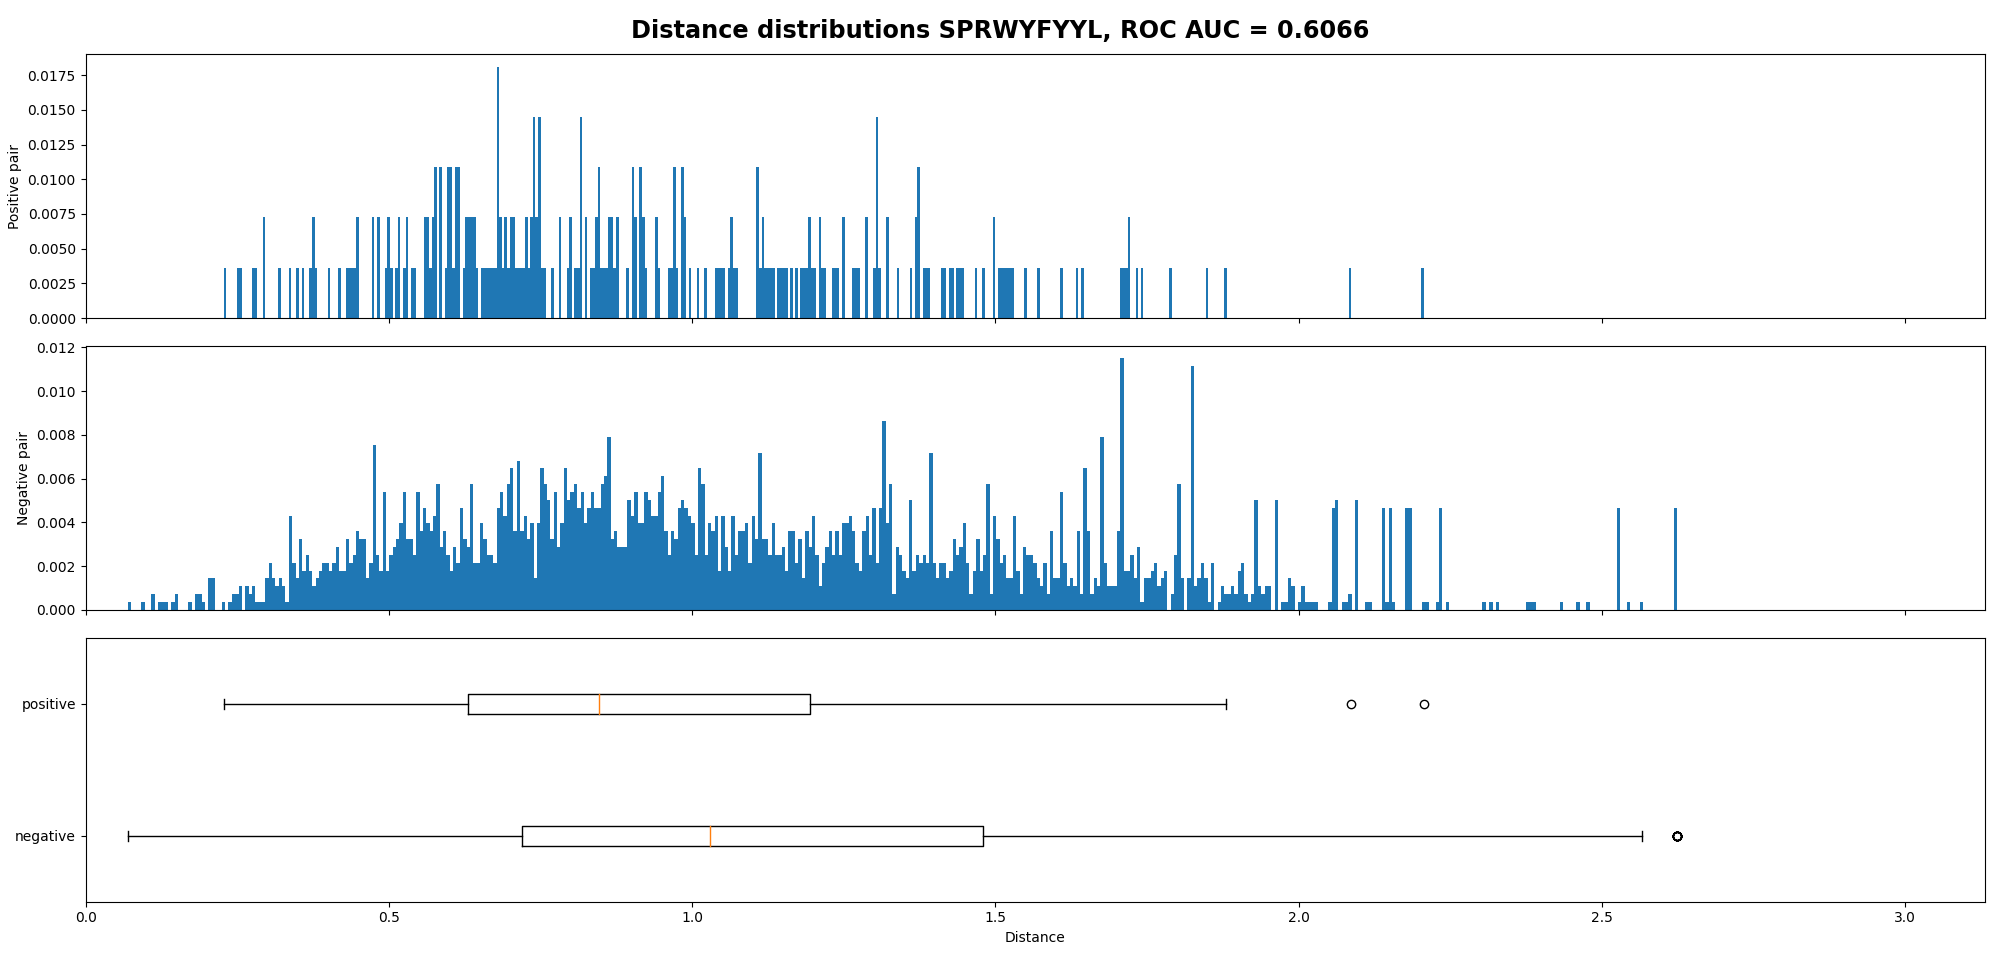 Distance distributions SPRWYFYYL, ROC AUC = 0.6066
0.0175
0.0150
0.0125
0.0100
0.0075
0.0050
0.0025
0.0000
Positive pair
0.012
0.010
0.008
0.006
0.004
0.002
0.000
Negative pair
positive
negative
0.0 0.5 1.0 1.5 2.0 2.5 3.0
Distance